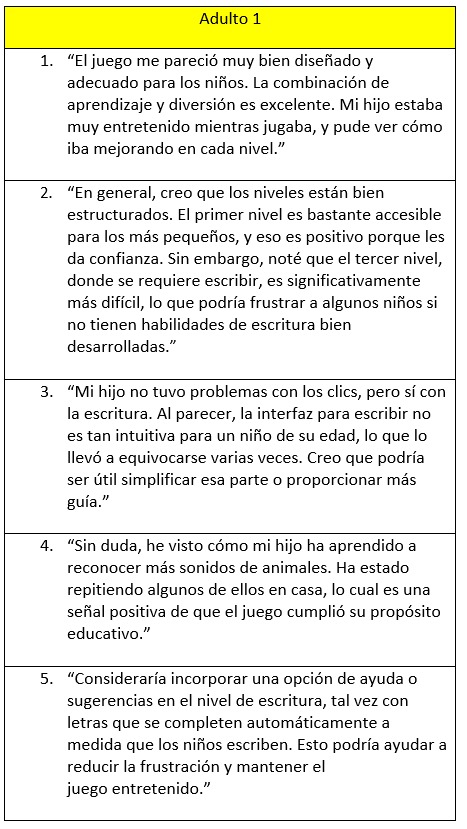 Adulto 1
1. “El juego me pareció muy bien diseñado y
adecuado para los niños. La combinación de
aprendizaje y diversión es excelente. Mi hijo estaba
muy entretenido mientras jugaba, y pude ver cómo
iba mejorando en cada nivel.”
2. “En general, creo que los niveles están bien
estructurados. El primer nivel es bastante accesible
para los más pequeños, y eso es positivo porque les
da confianza. Sin embargo, noté que el tercer nivel,
donde se requiere escribir, es significativamente
más difícil, lo que podría frustrar a algunos niños si
no tienen habilidades de escritura bien
desarrolladas.”
3. “Mi hijo no tuvo problemas con los clics, pero sí con
la escritura. Al parecer, la interfaz para escribir no
es tan intuitiva para un niño de su edad, lo que lo
llevó a equivocarse varias veces. Creo que podría
ser útil simplificar esa parte o proporcionar más
guía.”
4. “Sin duda, he visto cómo mi hijo ha aprendido a
reconocer más sonidos de animales. Ha estado
repitiendo algunos de ellos en casa, lo cual es una
señal positiva de que el juego cumplió su propósito
educativo.”
5. “Consideraría incorporar una opción de ayuda o
sugerencias en el nivel de escritura, tal vez con
letras que se completen automáticamente a
medida que los niños escriben. Esto podría ayudar a
reducir la frustración y mantener el
juego entretenido.”